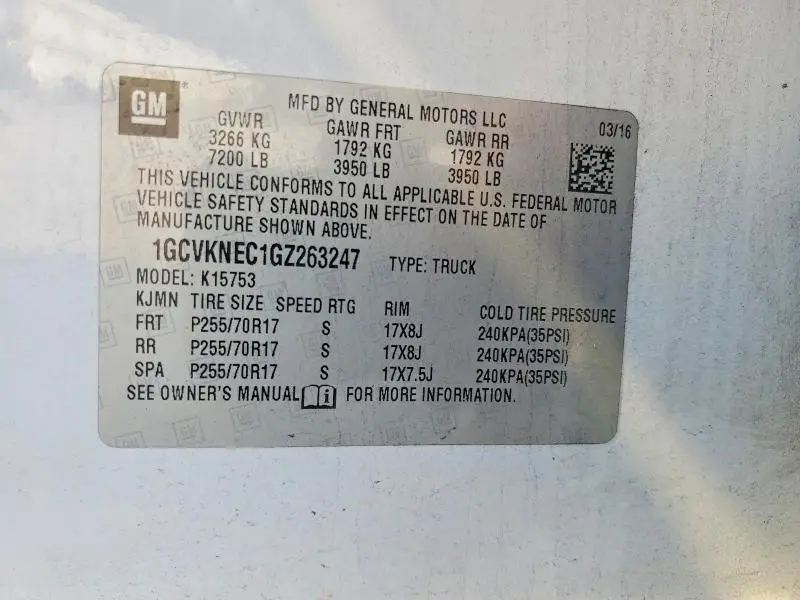 GM ® MFD BY GENERAL MOTORS LLC 03/16
GVWR GAWR FRT GAWR RR
3266 KG 1792 KG 1792 KG
7200 LB 3950 LB 3950 LB
THIS VEHICLE CONFORMS TO ALL APPLICABLE U.S. FEDERAL MOTOR
VEHICLE SAFETY STANDARDS IN EFFECT ON THE DATE OF
MANUFACTURE SHOWN ABOVE.
1GCVKNEC1GZ263247 TYPE: TRUCK
MODEL: K15753
KJMN TIRE SIZE SPEED RTG RIM COLD TIRE PRESSURE
FRT P255/70R17 S 17X8J 240KPA(35PSI)
RR P255/70R17 S 17X8J 240KPA(35PSI)
SPA P255/70R17 S 17X7.5J 240KPA(35PSI)
SEE OWNER'S MANUAL i FOR MORE INFORMATION.